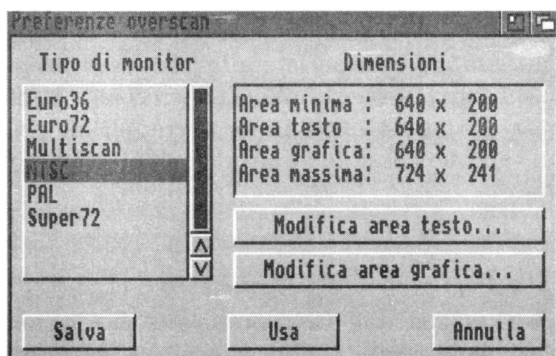 Preferenze overscan
Tipo di monitor
Euro36
Euro72
Multiscan
NTSC
PAL
Super72
Dimensioni
Area minima : 640 x 200
Area testo : 640 x 200
Area grafica: 640 x 200
Area massima: 724 x 241
Modifica area testo...
Modifica area grafica...
Salva
Usa
Annulla